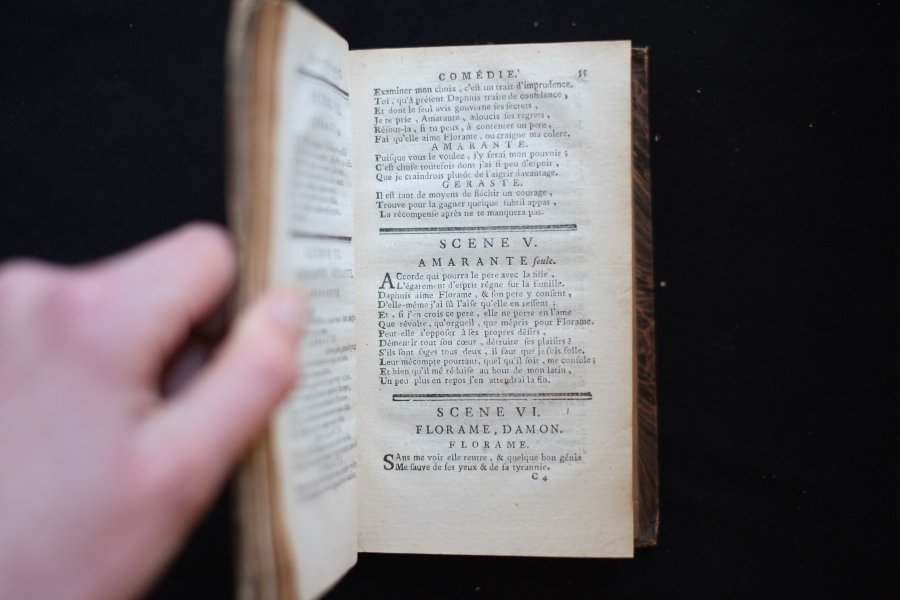 COMÉDIE. 55
Examiner mon choix, c'est un trait d'imprudence.
Toi, qu'à présent Daphnis traite de confidence,
Et dont le seul avis gouverne ses secrets,
Je te prie, Amarante, adoucis ses regrets,
Résous-la, si tu peux, à contenter un pere,
Fai qu'elle aime Florame, ou craigne ma colere.
AMARANTE.
Puisque vous le voulez, j'y ferai mon pouvoir;
C'est chose toutefois dont j'ai si peu d'espoir,
Que je craindrois plutôt de l'aigrir davantage.
GERASTE.
Il est tant de moyens de fléchir un courage,
Trouve pour la gagner quelque subtil appas,
La récompense après ne te manquera pas.
SCENE V.
AMARANTE seule.
ACcorde qui pourra le pere avec la fille,
L'égarement d'esprit régne sur la famille.
Daphnis aime Florame, & son pere y consent,
D'elle-même j'ai sû l'aise qu'elle en ressent;
Et, si j'en crois ce pere, elle ne porte en l'ame
Que révolte, qu'orgueil, que mépris pour Florame.
Peut-elle s'opposer à ses propres désirs,
Démentir tout son cœur, détruire ses plaisirs?
S'ils sont sages tous deux, il faut que je sois folle.
Leur mécompte pourtant, quel qu'il soit, me console;
Et bien qu'il me réduise au bout de mon latin,
Un peu plus en repos j'en attendrai la fin.
SCENE VI.
FLORAME, DAMON.
FLORAME.
SAns me voir elle rentre, & quelque bon génie
Me sauve de ses yeux & de sa tyrannie.
C 4